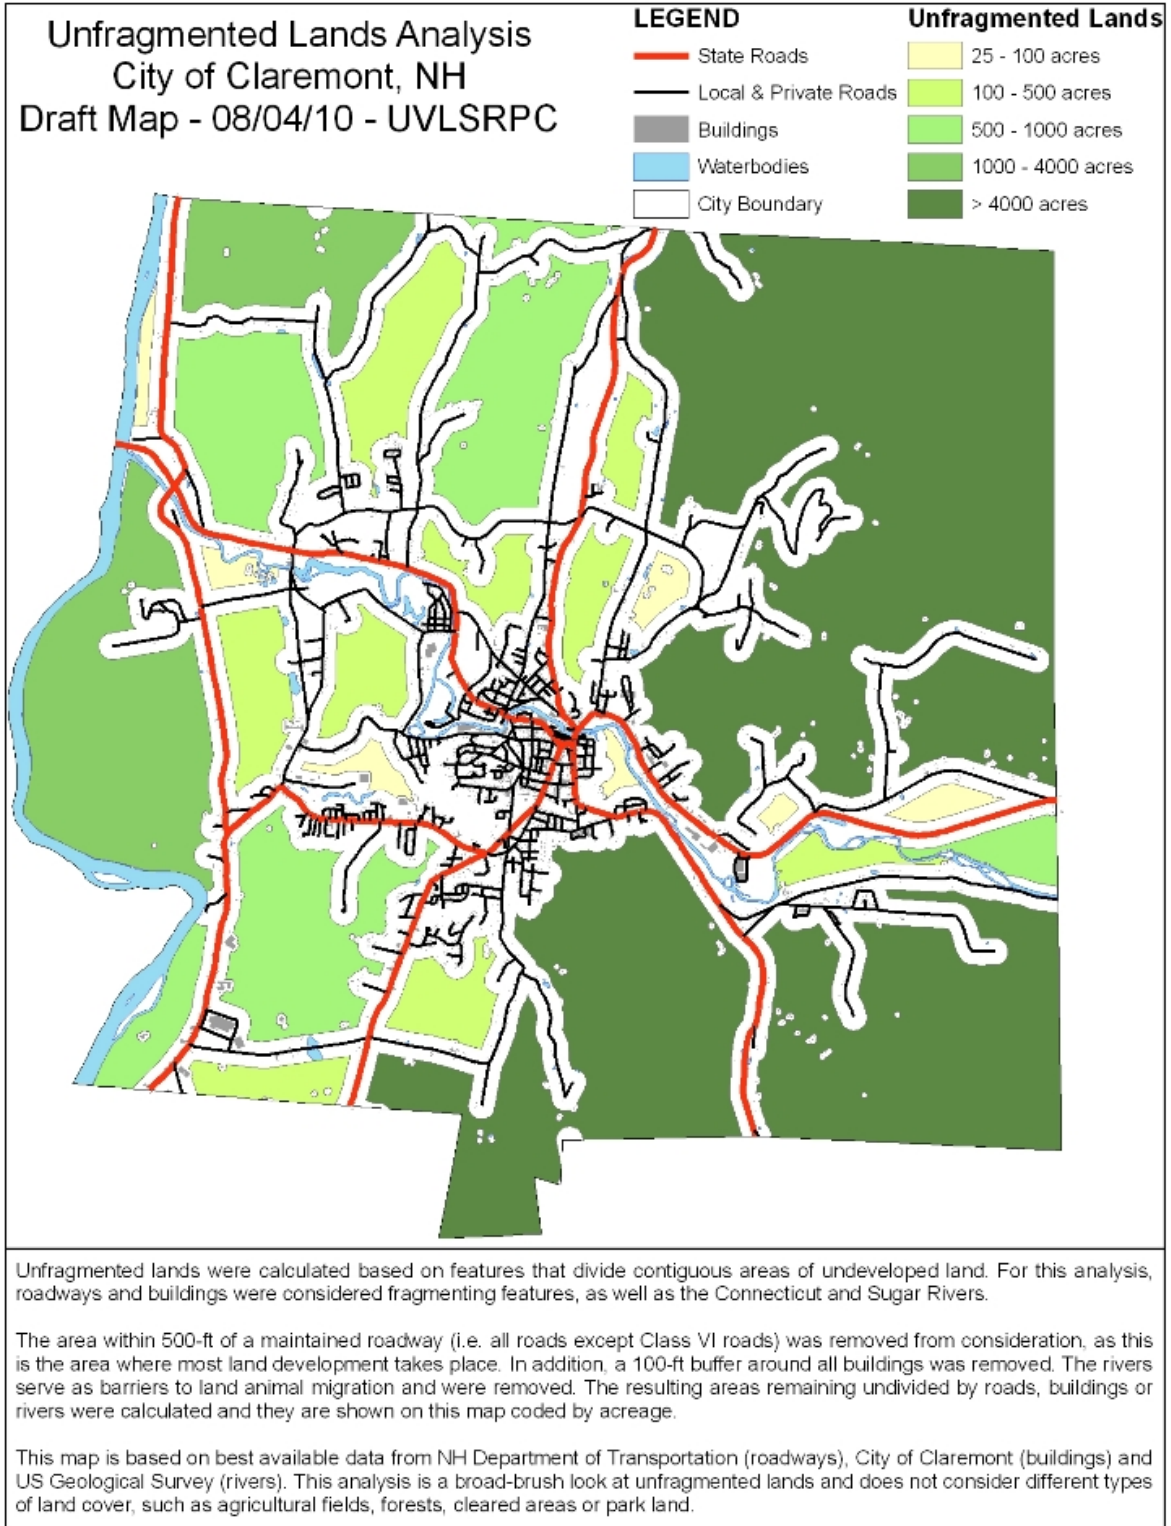 Unfragmented Lands Analysis
City of Claremont, NH
Draft Map - 08/04/10 - UVLSRPC
LEGEND
State Roads
Local & Private Roads
Buildings
Waterbodies
City Boundary
Unfragmented Lands
25 - 100 acres
100 - 500 acres
500 - 1000 acres
1000 - 4000 acres
> 4000 acres
Unfragmented lands were calculated based on features that divide contiguous areas of undeveloped land. For this analysis,
roadways and buildings were considered fragmenting features, as well as the Connecticut and Sugar Rivers.
The area within 500-ft of a maintained roadway (i.e. all roads except Class VI roads) was removed from consideration, as this
is the area where most land development takes place. In addition, a 100-ft buffer around all buildings was removed. The rivers
serve as barriers to land animal migration and were removed. The resulting areas remaining undivided by roads, buildings or
rivers were calculated and they are shown on this map coded by acreage.
This map is based on best available data from NH Department of Transportation (roadways), City of Claremont (buildings) and
US Geological Survey (rivers). This analysis is a broad-brush look at unfragmented lands and does not consider different types
of land cover, such as agricultural fields, forests, cleared areas or park land.